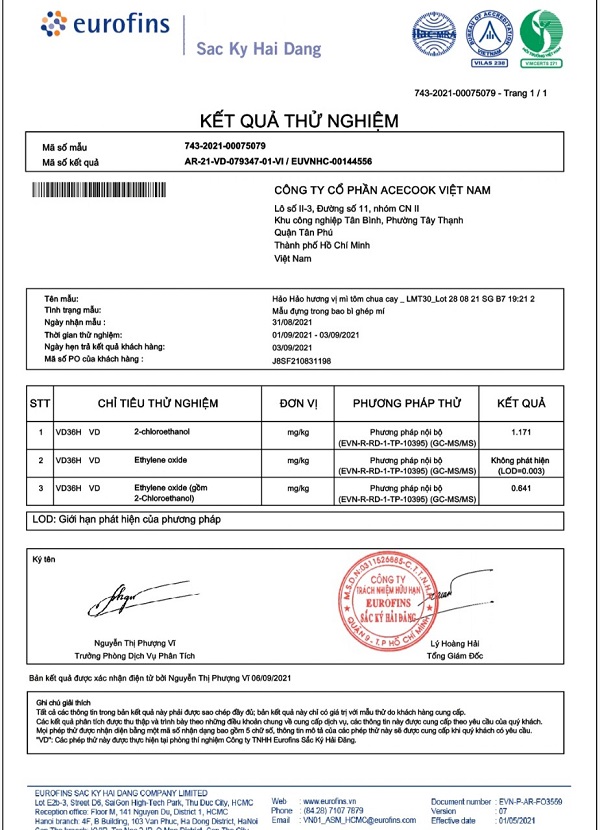 eurofins
Sac Ky Hai Dang
ilac-MRA
BUREAU OF ACCREDITATION
VIETNAM
VILAS 238
VIMCERTS 271
743-2021-00075079 - Trang 1 / 1
KẾT QUẢ THỬ NGHIỆM
Mã số mẫu 743-2021-00075079
Mã số kết quả AR-21-VD-079347-01-VI / EUVNHC-00144556
CÔNG TY CỔ PHẦN ACECOOK VIỆT NAM
Lô số II-3, Đường số 11, nhóm CN II
Khu công nghiệp Tân Bình, Phường Tây Thạnh
Quận Tân Phú
Thành phố Hồ Chí Minh
Việt Nam
Tên mẫu: Hảo Hảo hương vị mì tôm chua cay _ LMT30_Lot 28 08 21 SG B7 19:21 2
Tình trạng mẫu: Mẫu đựng trong bao bì ghép mí
Ngày nhận mẫu : 31/08/2021
Thời gian thử nghiệm: 01/09/2021 - 03/09/2021
Ngày hẹn trả kết quả khách hàng: 03/09/2021
Mã số PO của khách hàng : J8SF210831198
STT CHỈ TIÊU THỬ NGHIỆM ĐƠN VỊ PHƯƠNG PHÁP THỬ KẾT QUẢ
1 VD36H VD 2-chloroethanol mg/kg Phương pháp nội bộ 1.171
(EVN-R-RD-1-TP-10395) (GC-MS/MS)
2 VD36H VD Ethylene oxide mg/kg Phương pháp nội bộ Không phát hiện
(EVN-R-RD-1-TP-10395) (GC-MS/MS) (LOD=0.003)
3 VD36H VD Ethylene oxide (gồm mg/kg Phương pháp nội bộ 0.641
2-Chloroethanol) (EVN-R-RD-1-TP-10395) (GC-MS/MS)
LOD: Giới hạn phát hiện của phương pháp
Ký tên
M.S.D.N:0311526885-C.T.T.N.H.H
CÔNG TY
TRÁCH NHIỆM HỮU HẠN
EUROFINS
SẮC KÝ HẢI ĐĂNG
QUẬN 9 - T.P HỒ CHÍ MINH
Nguyễn Thị Phượng Vĩ Lý Hoàng Hải
Trưởng Phòng Dịch Vụ Phân Tích Tổng Giám Đốc
Bản kết quả được xác nhận điện tử bởi Nguyễn Thị Phượng Vĩ 06/09/2021
Ghi chú giải thích
Tất cả các thông tin trong bản kết quả này phải được sao chép đầy đủ; bản kết quả này chỉ có giá trị với mẫu thử do khách hàng cung cấp.
Các kết quả phân tích được thu thập và trình bày theo những điều khoản chung về cung cấp dịch vụ, các thông tin này được cung cấp theo yêu cầu của quý khách.
Mọi phép thử được nhận diện bằng một mã số nhận dạng bao gồm 5 chữ số, thông tin mô tả của các phép thử này sẽ được cung cấp khi quý khách có yêu cầu.
"VD": Các phép thử này được thực hiện tại phòng thí nghiệm Công ty TNHH Eurofins Sắc Ký Hải Đăng.
EUROFINS SAC KY HAI DANG COMPANY LIMITED
Lot E2b-3, Street D6, SaiGon High-Tech Park, Thu Duc City, HCMC Web : www.eurofins.vn Document number : EVN-P-AR-FO3559
Reception office: Floor M, 141 Nguyen Du, District 1, HCMC Phone : (84.28) 7107 7879 Version : 07
Hanoi branch: 4F, B Building, 103 Van Phuc, Ha Dong District, HaNoi Email : VN01_ASM_HCMC@eurofins.com Effective date : 01/05/2021